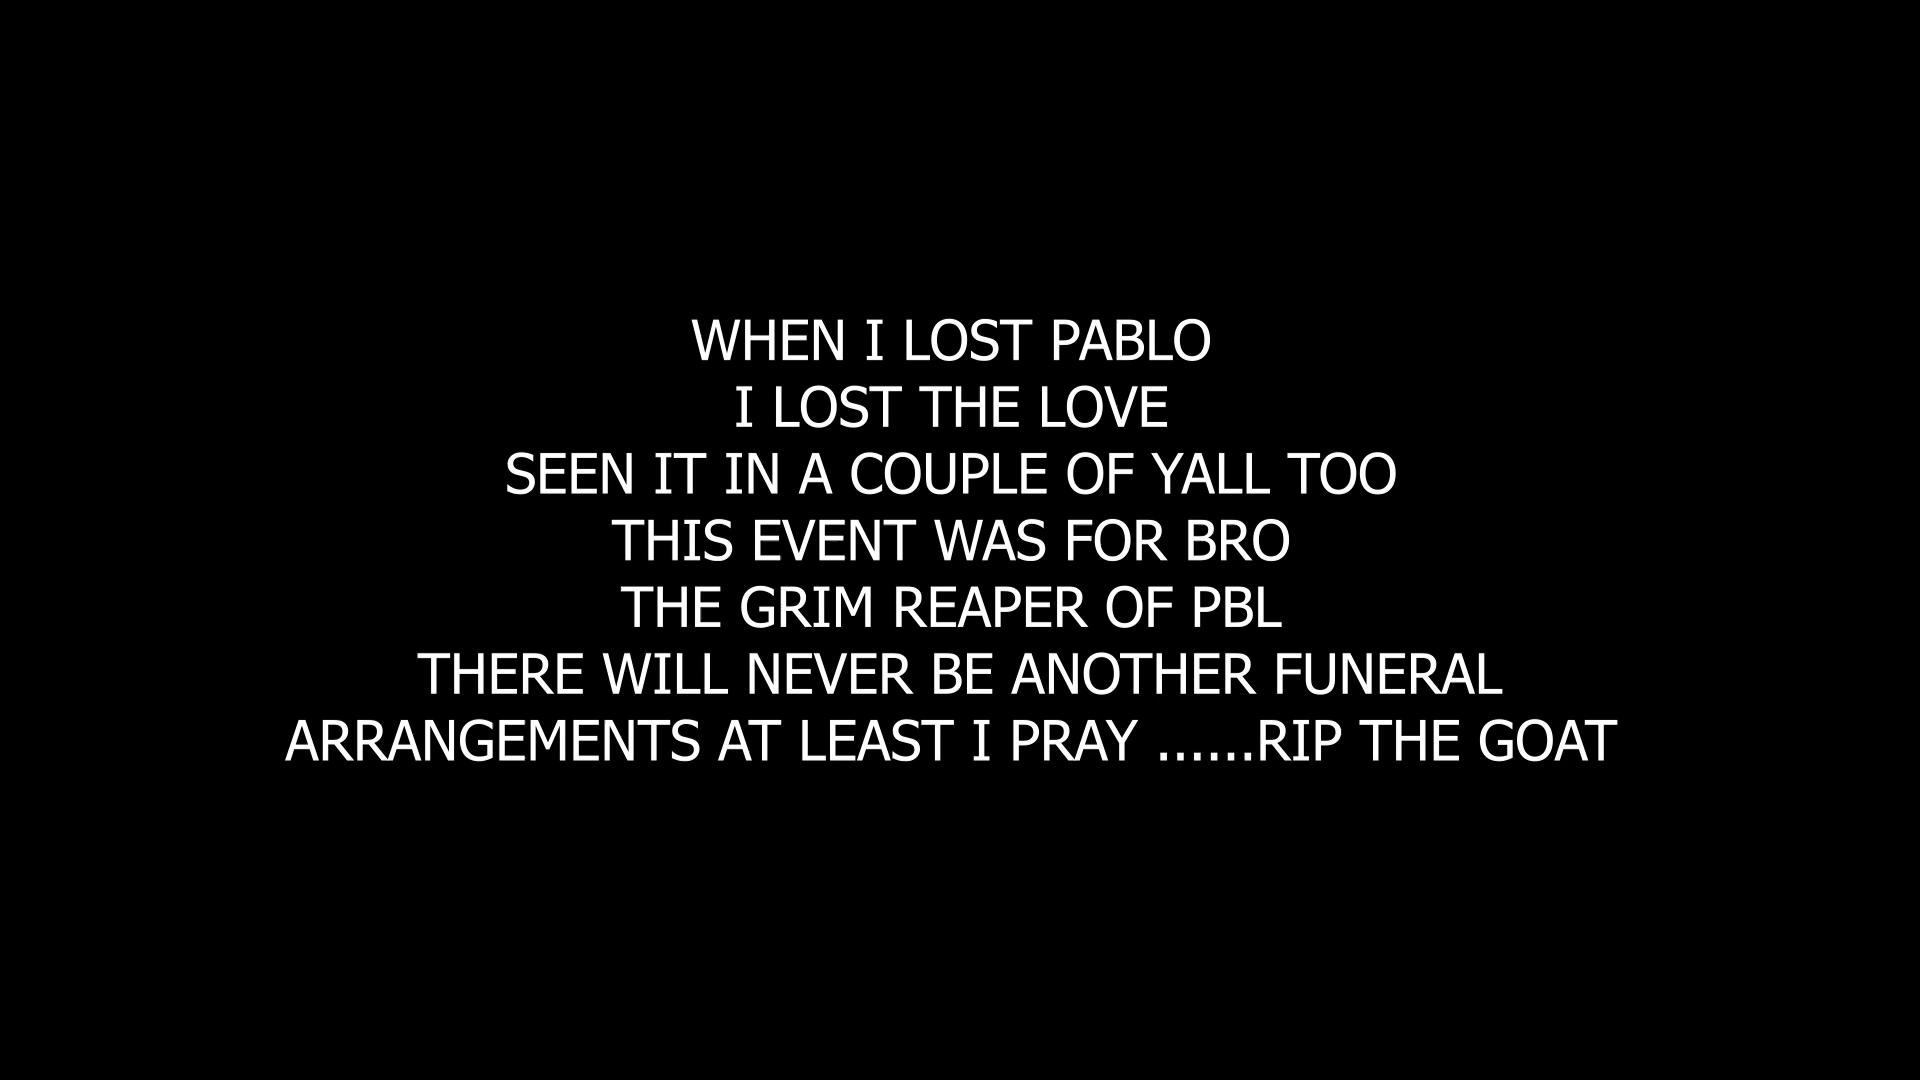 WHEN I LOST PABLO
I LOST THE LOVE
SEEN IT IN A COUPLE OF YALL TOO
THIS EVENT WAS FOR BRO
THE GRIM REAPER OF PBL
THERE WILL NEVER BE ANOTHER FUNERAL
ARRANGEMENTS AT LEAST I PRAY ......RIP THE GOAT